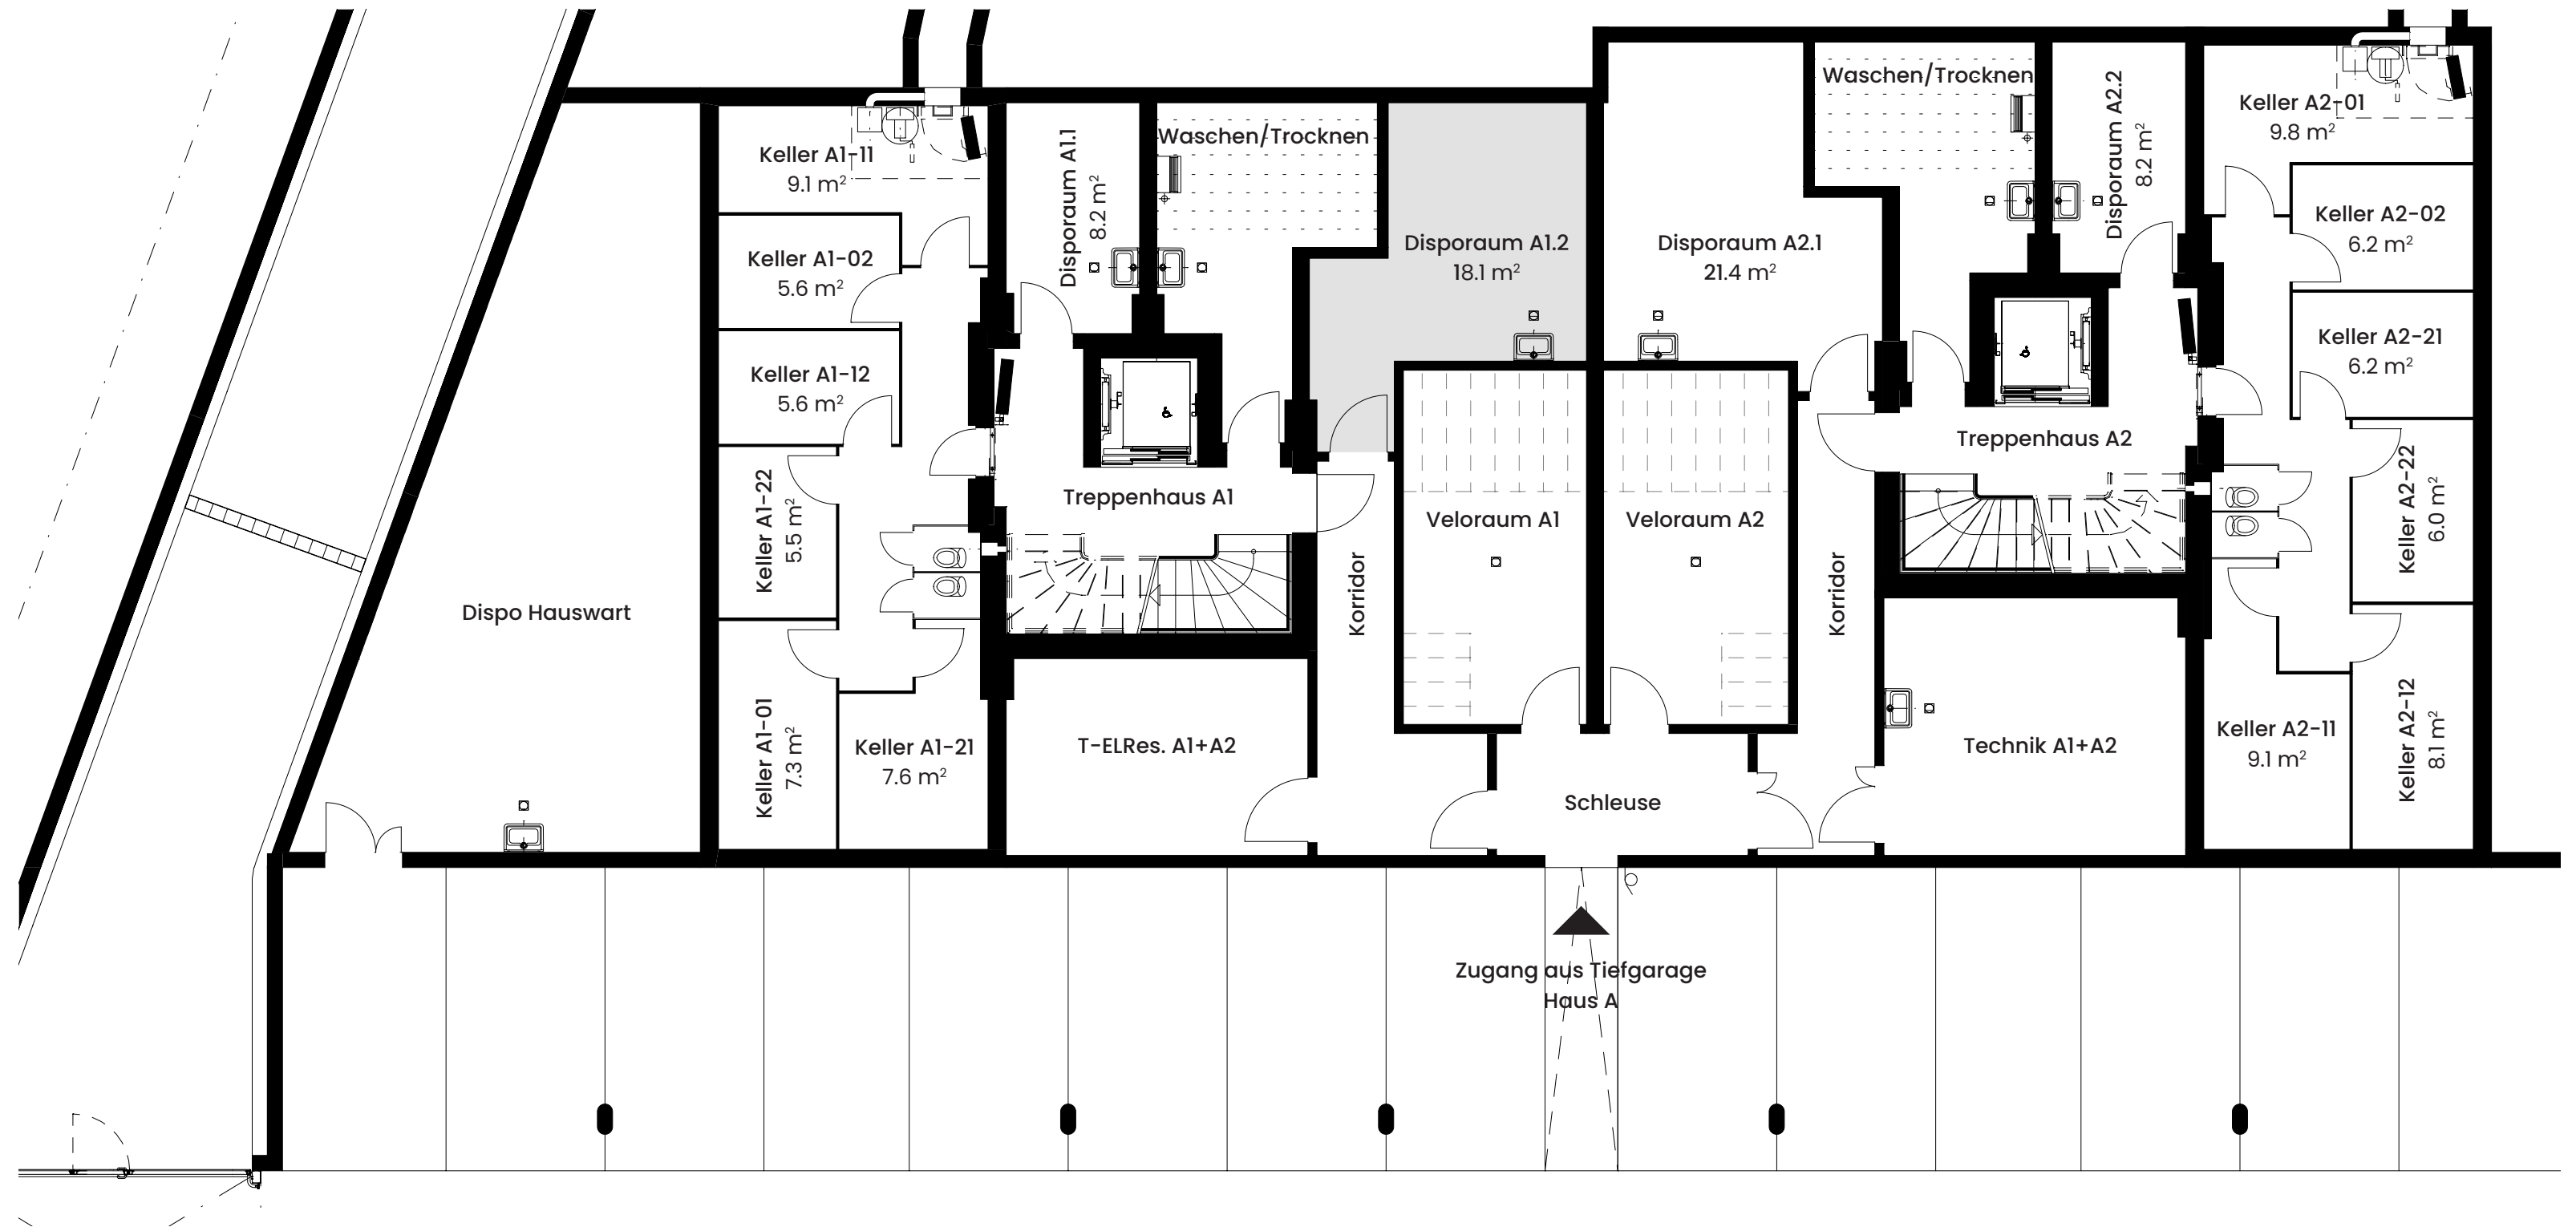 Waschen/Trocknen
Disporaum A2.2
8.2 m²
Keller A2-01
9.8 m²
Keller A1-11
9.1 m²
Disporaum A1.1
8.2 m²
Waschen/Trocknen
Keller A2-02
6.2 m²
Disporaum A1.2
18.1 m²
Disporaum A2.1
21.4 m²
Keller A1-02
5.6 m²
Keller A2-21
6.2 m²
Keller A1-12
5.6 m²
Treppenhaus A2
Keller A1-22
5.5 m²
Treppenhaus A1
Veloraum A1
Veloraum A2
Keller A2-22
6.0 m²
Korridor
Korridor
Dispo Hauswart
Keller A1-01
7.3 m²
Keller A1-21
7.6 m²
T-ELRes. A1+A2
Technik A1+A2
Keller A2-11
9.1 m²
Keller A2-12
8.1 m²
Schleuse
Zugang aus Tiefgarage
Haus A